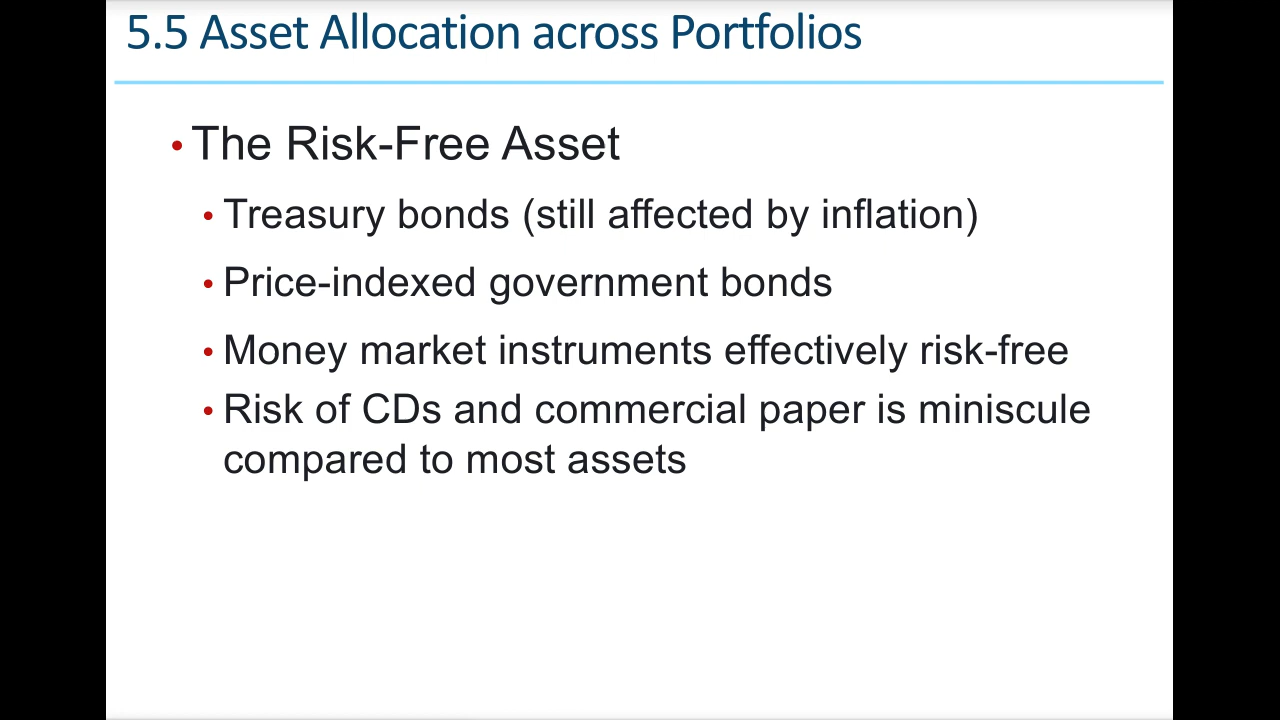 5.5 Asset Allocation across Portfolios
• The Risk-Free Asset
• Treasury bonds (still affected by inflation)
• Price-indexed government bonds
• Money market instruments effectively risk-free
• Risk of CDs and commercial paper is miniscule
compared to most assets